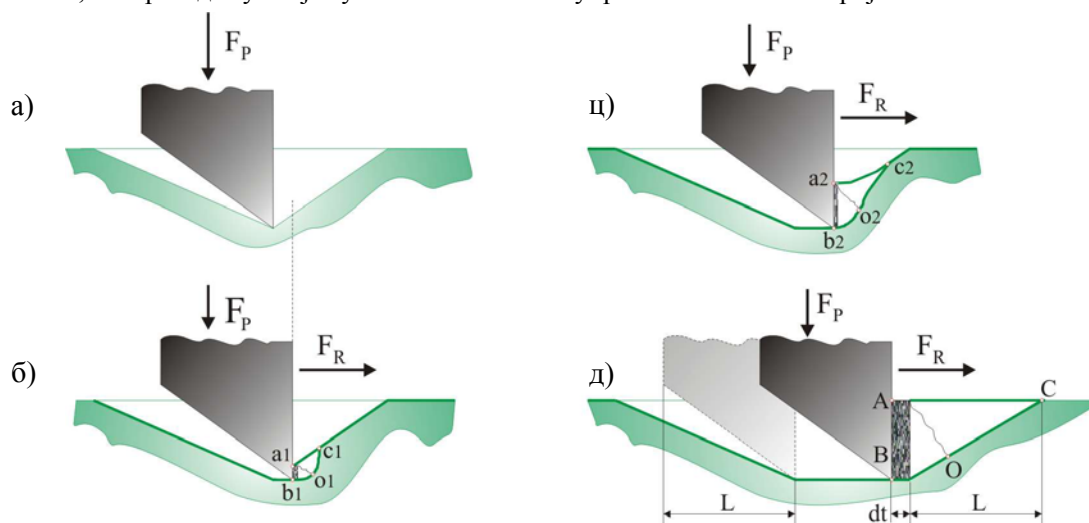 а)
F_P
б)
F_P
F_R
a1
b1
c1
o1
ц)
F_P
F_R
a2
b2
c2
o2
д)
F_P
F_R
A
B
C
O
L
dt
L